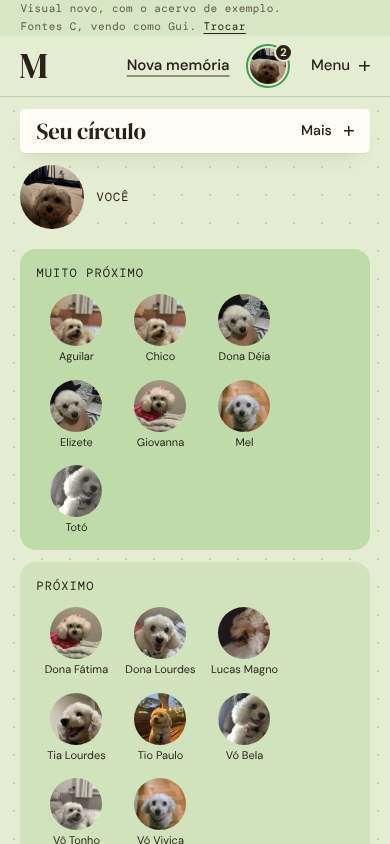 Visual novo, com o acervo de exemplo.
Fontes C, vendo como Gui. Trocar
M Nova memória 2 Menu +
Seu círculo Mais +
VOCÊ
MUITO PRÓXIMO
Aguilar Chico Dona Déia
Elizete Giovanna Mel
Totó
PRÓXIMO
Dona Fátima Dona Lourdes Lucas Magno
Tia Lourdes Tio Paulo Vó Bela
Vô Tonho Vó Vivica